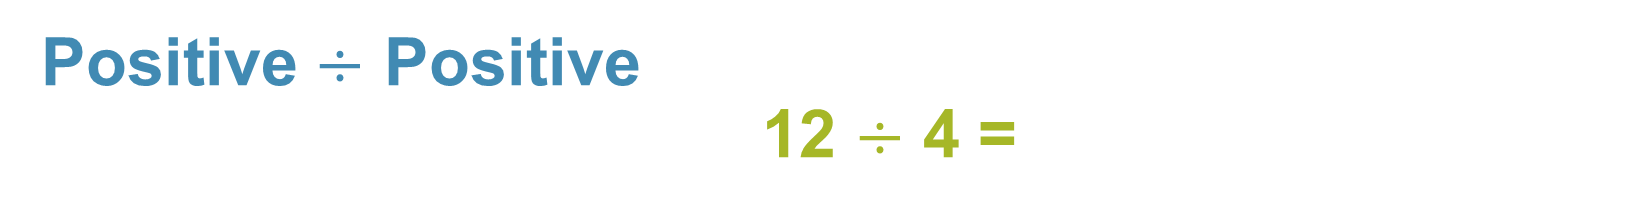 Positive ÷ Positive
12 ÷ 4 =